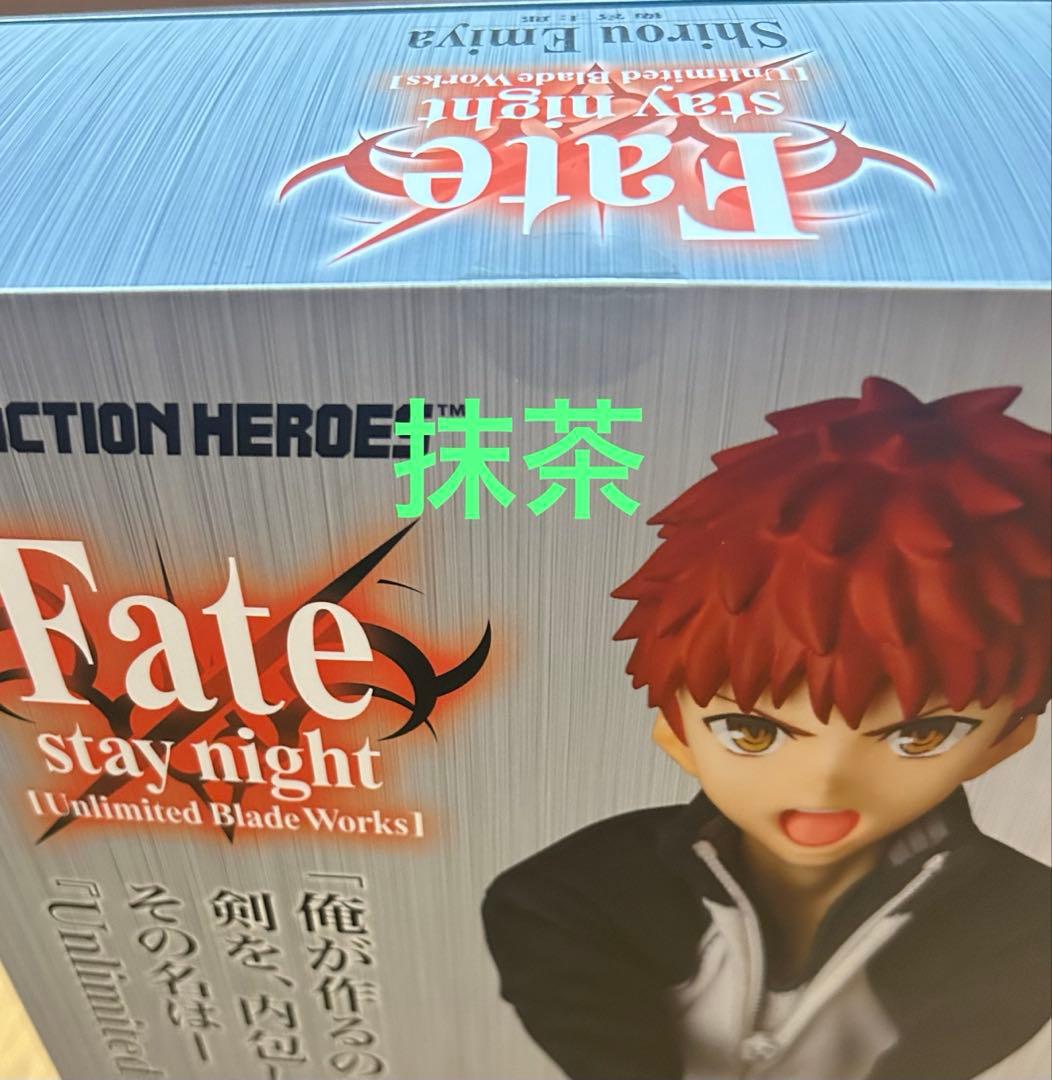 Shirou Emiya
[Unlimited Blade Works]
stay night
Fate
ACTION HEROES™
抹茶
Fate
stay night
[Unlimited Blade Works]
「俺が作るの
剣を、内包
その名はー
『Unlimited